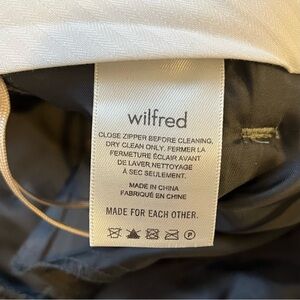 wilfred
CLOSE ZIPPER BEFORE CLEANING,
DRY CLEAN ONLY. FERMER LA
FERMETURE ÉCLAIR AVANT
DE LAVER. NETTOYAGE
À SEC SEULEMENT.
MADE IN CHINA
FABRIQUÉ EN CHINE
MADE FOR EACH OTHER.
P